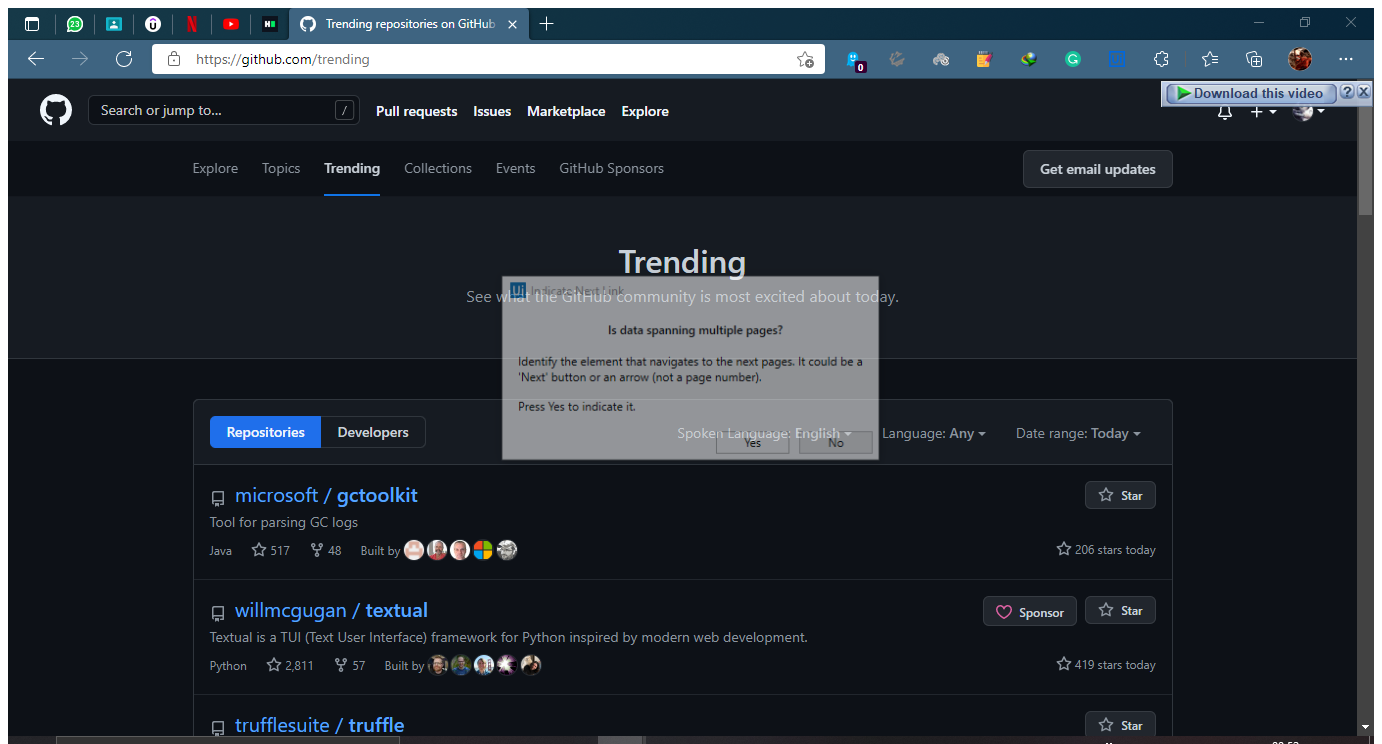 23
Trending repositories on GitHub
https://github.com/trending
0
Download this video ?
Search or jump to... /
Pull requests Issues Marketplace Explore
Explore Topics Trending Collections Events GitHub Sponsors
Get email updates
Trending
See what the GitHub community is most excited about today.
Ui Indicate Next Link
Is data spanning multiple pages?
Identify the element that navigates to the next pages. It could be a
'Next' button or an arrow (not a page number).
Press Yes to indicate it.
Yes No
Repositories Developers
Spoken Language: English Language: Any Date range: Today
microsoft / gctoolkit
Star
Tool for parsing GC logs
Java 517 48 Built by 206 stars today
willmcgugan / textual
Sponsor Star
Textual is a TUI (Text User Interface) framework for Python inspired by modern web development.
Python 2,811 57 Built by 419 stars today
trufflesuite / truffle
Star